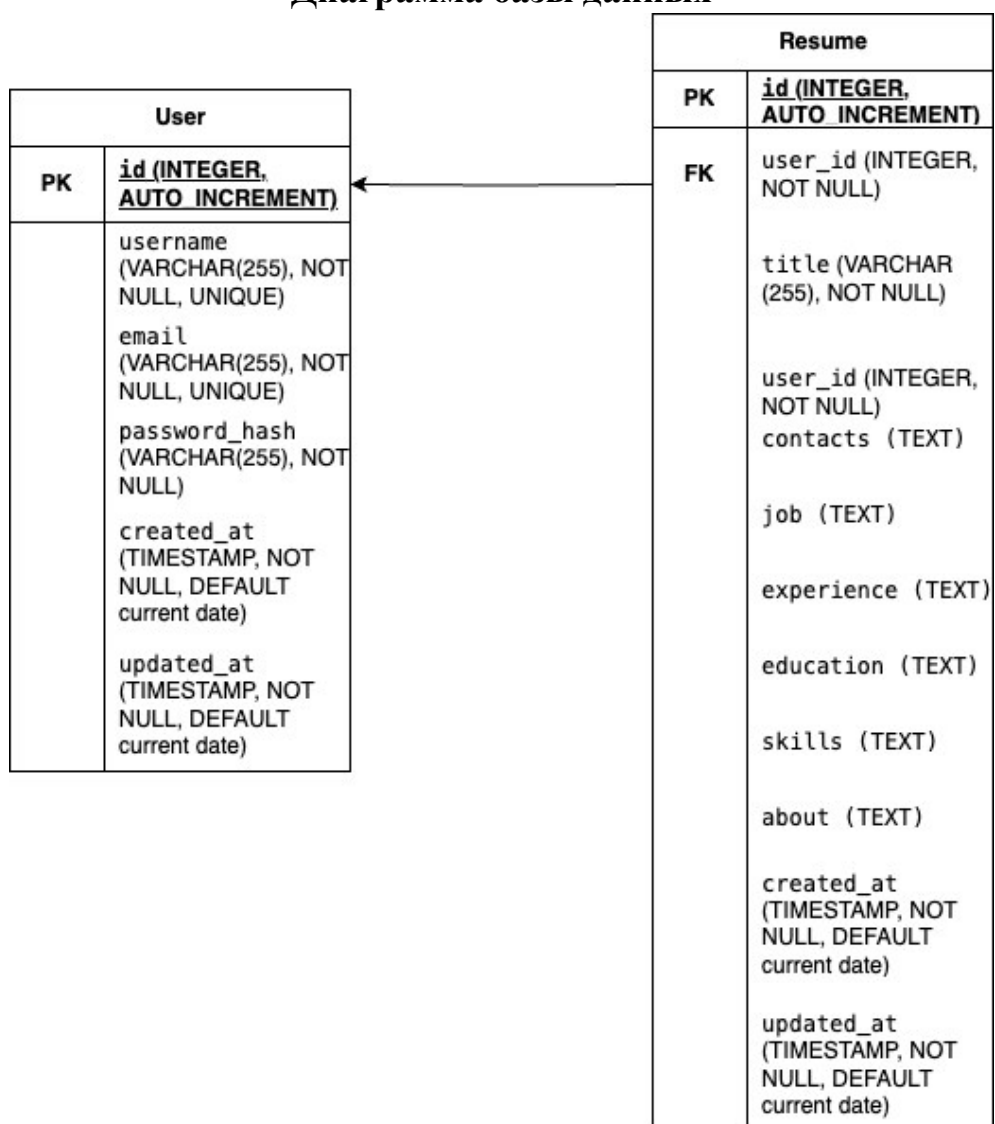 Диаграмма базы данных
User
PK
id (INTEGER,
AUTO_INCREMENT)
username
(VARCHAR(255), NOT
NULL, UNIQUE)
email
(VARCHAR(255), NOT
NULL, UNIQUE)
password_hash
(VARCHAR(255), NOT
NULL)
created_at
(TIMESTAMP, NOT
NULL, DEFAULT
current date)
updated_at
(TIMESTAMP, NOT
NULL, DEFAULT
current date)
Resume
PK
id (INTEGER,
AUTO_INCREMENT)
FK
user_id (INTEGER,
NOT NULL)
title (VARCHAR
(255), NOT NULL)
user_id (INTEGER,
NOT NULL)
contacts (TEXT)
job (TEXT)
experience (TEXT)
education (TEXT)
skills (TEXT)
about (TEXT)
created_at
(TIMESTAMP, NOT
NULL, DEFAULT
current date)
updated_at
(TIMESTAMP, NOT
NULL, DEFAULT
current date)